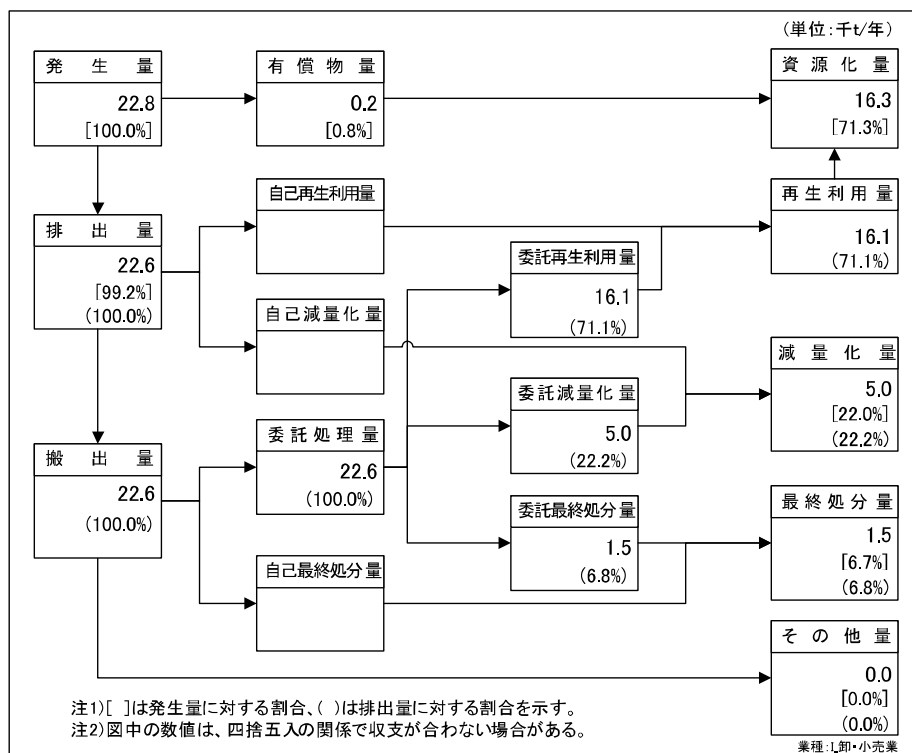 (単位:千t/年)
発生量
22.8
[100.0%]
有償物量
0.2
[0.8%]
資源化量
16.3
[71.3%]
排出量
22.6
[99.2%]
(100.0%)
自己再生利用量
再生利用量
16.1
(71.1%)
委託再生利用量
16.1
(71.1%)
自己減量化量
減量化量
5.0
[22.0%]
(22.2%)
委託減量化量
5.0
(22.2%)
搬出量
22.6
(100.0%)
委託処理量
22.6
(100.0%)
委託最終処分量
1.5
(6.8%)
最終処分量
1.5
[6.7%]
(6.8%)
自己最終処分量
その他量
0.0
[0.0%]
(0.0%)
注1)[ ]は発生量に対する割合、( )は排出量に対する割合を示す。
注2)図中の数値は、四捨五入の関係で収支が合わない場合がある。
業種:I_卸・小売業